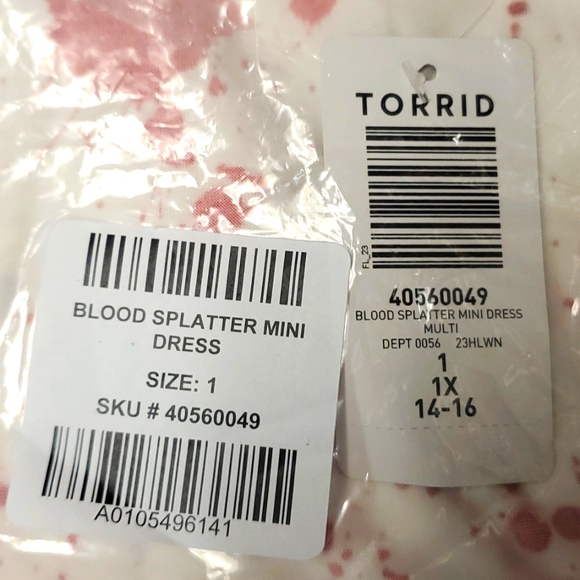 BLOOD SPLATTER MINI
DRESS
SIZE: 1
SKU # 40560049
A0105496141
TORRID
FL_23
40560049
BLOOD SPLATTER MINI DRESS
MULTI
DEPT 0056 23HLWN
1
1X
14-16